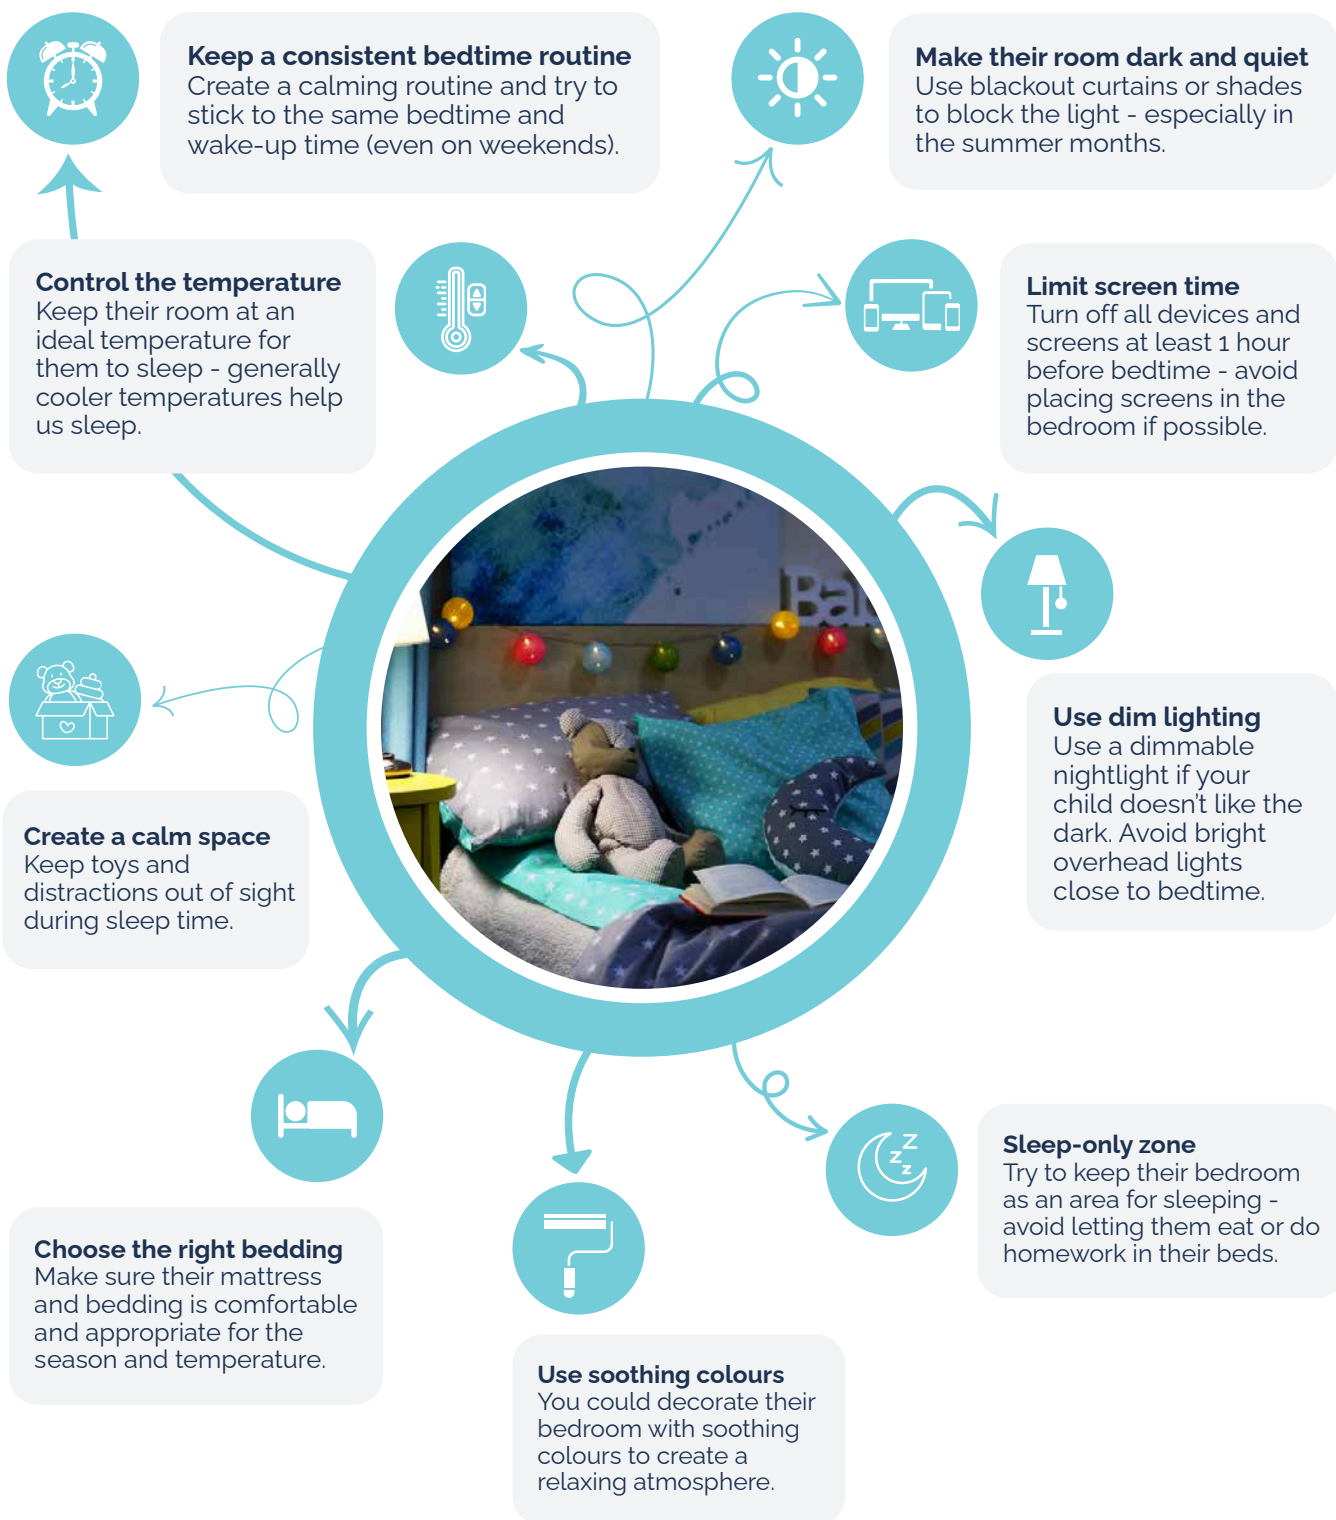 Keep a consistent bedtime routine
Create a calming routine and try to
stick to the same bedtime and
wake-up time (even on weekends).
Make their room dark and quiet
Use blackout curtains or shades
to block the light - especially in
the summer months.
Control the temperature
Keep their room at an
ideal temperature for
them to sleep - generally
cooler temperatures help
us sleep.
Limit screen time
Turn off all devices and
screens at least 1 hour
before bedtime - avoid
placing screens in the
bedroom if possible.
Use dim lighting
Use a dimmable
nightlight if your
child doesn't like the
dark. Avoid bright
overhead lights
close to bedtime.
Create a calm space
Keep toys and
distractions out of sight
during sleep time.
Choose the right bedding
Make sure their mattress
and bedding is comfortable
and appropriate for the
season and temperature.
Use soothing colours
You could decorate their
bedroom with soothing
colours to create a
relaxing atmosphere.
Z
Z
Z
Sleep-only zone
Try to keep their bedroom
as an area for sleeping -
avoid letting them eat or do
homework in their beds.